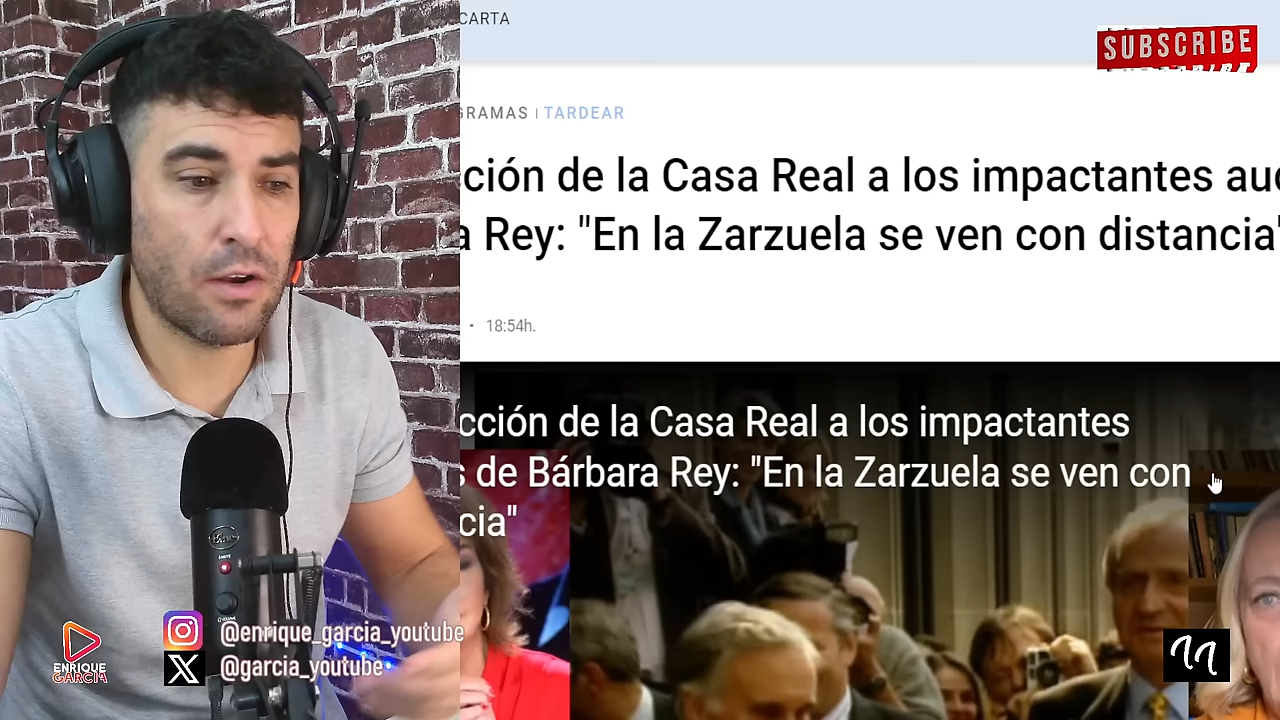 CARTA
SUBSCRIBE
GRAMAS | TARDEAR
ción de la Casa Real a los impactantes aud
a Rey: "En la Zarzuela se ven con distancia"
· 18:54h.
cción de la Casa Real a los impactantes
s de Bárbara Rey: "En la Zarzuela se ven con
cia"
@enrique_garcia_youtube
@garcia_youtube
ENRIQUE
GARCIA